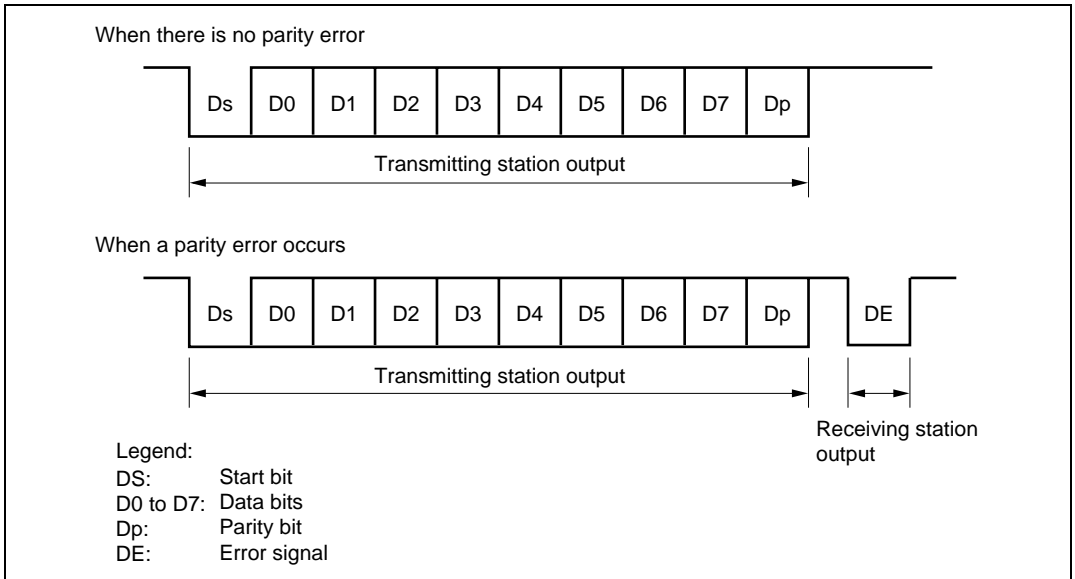 When there is no parity error
Ds D0 D1 D2 D3 D4 D5 D6 D7 Dp
Transmitting station output
When a parity error occurs
Ds D0 D1 D2 D3 D4 D5 D6 D7 Dp DE
Transmitting station output
Receiving station
output
Legend:
DS: Start bit
D0 to D7: Data bits
Dp: Parity bit
DE: Error signal